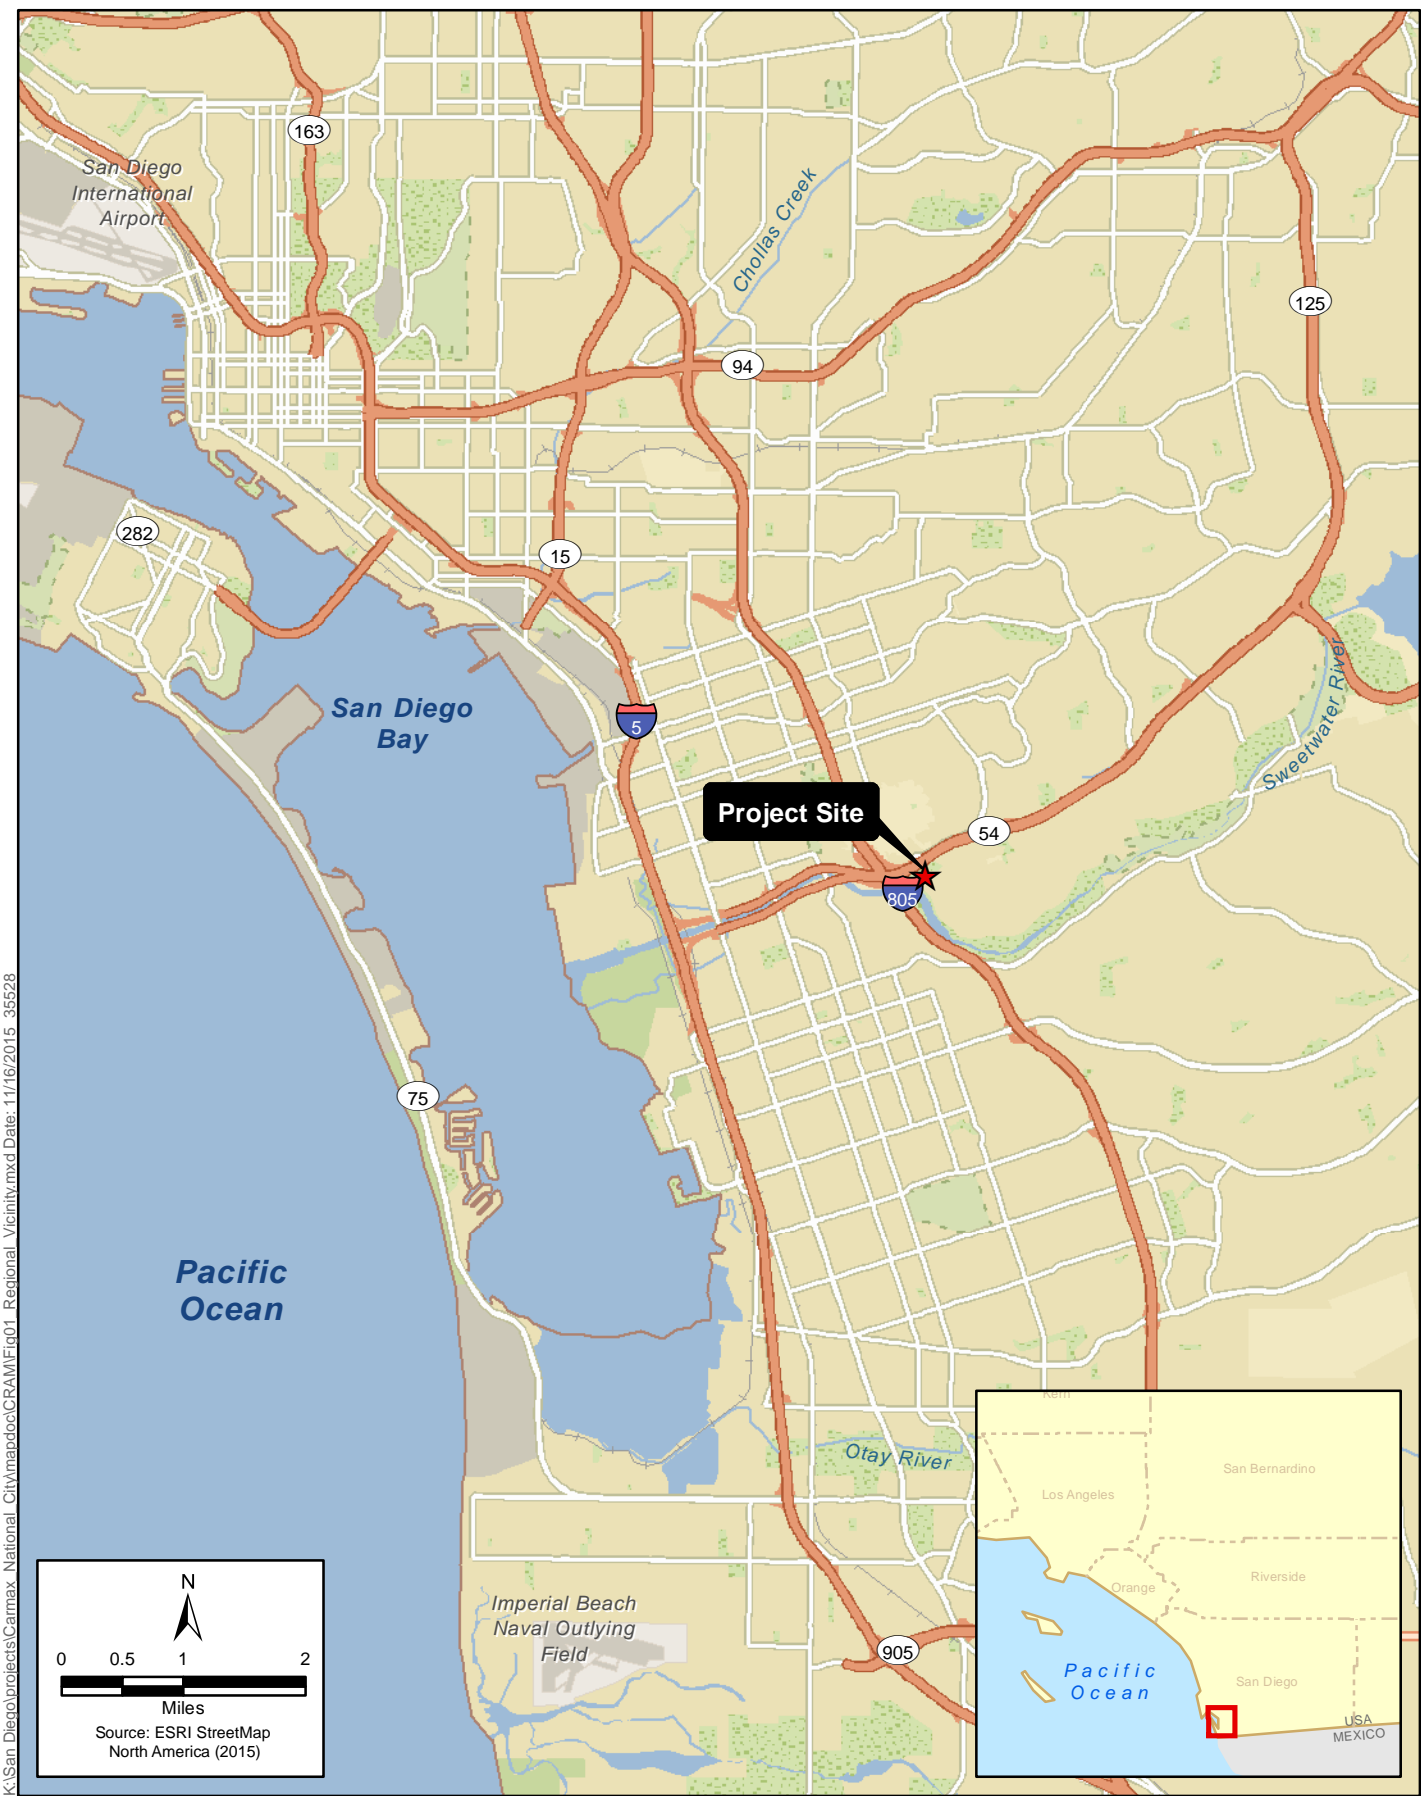 163
San Diego
International
Airport
Chollas Creek
125
94
282
15
San Diego
Bay
5
Sweetwater River
Project Site
54
805
75
Pacific
Ocean
Otay River
Imperial Beach
Naval Outlying
Field
905
N
0 0.5 1 2
Miles
Source: ESRI StreetMap
North America (2015)
Kern
San Bernardino
Los Angeles
Orange
Riverside
San Diego
Pacific
Ocean
USA
MEXICO
K:\San Diego\projects\Carmax_National_City\mapdoc\CRAM\Fig01_Regional_Vicinity.mxd Date: 11/16/2015 35528